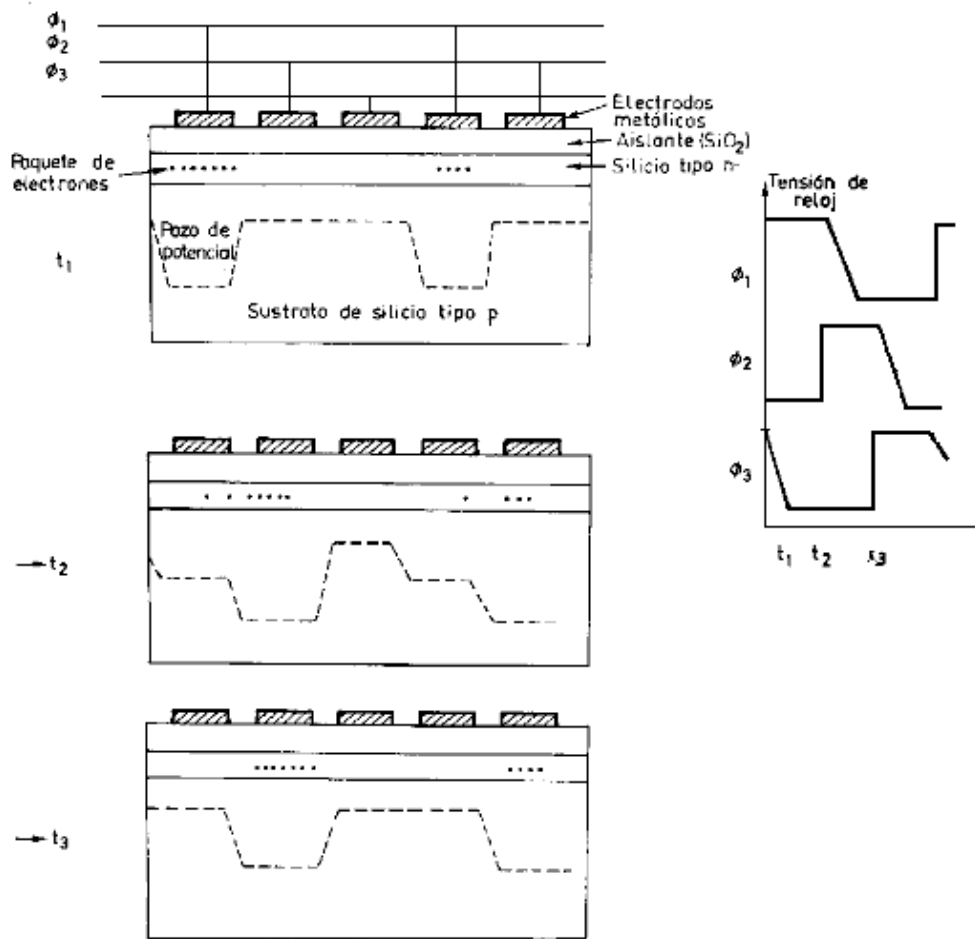 ϕ1
ϕ2
ϕ3
Electrodos
metálicos
Aislante (SiO2)
Silicio tipo n-
Paquete de
electrones
Pozo de
potencial
t1
Sustrato de silicio tipo p
Tensión de
reloj
ϕ1
ϕ2
ϕ3
t1 t2 t3
t2
t3